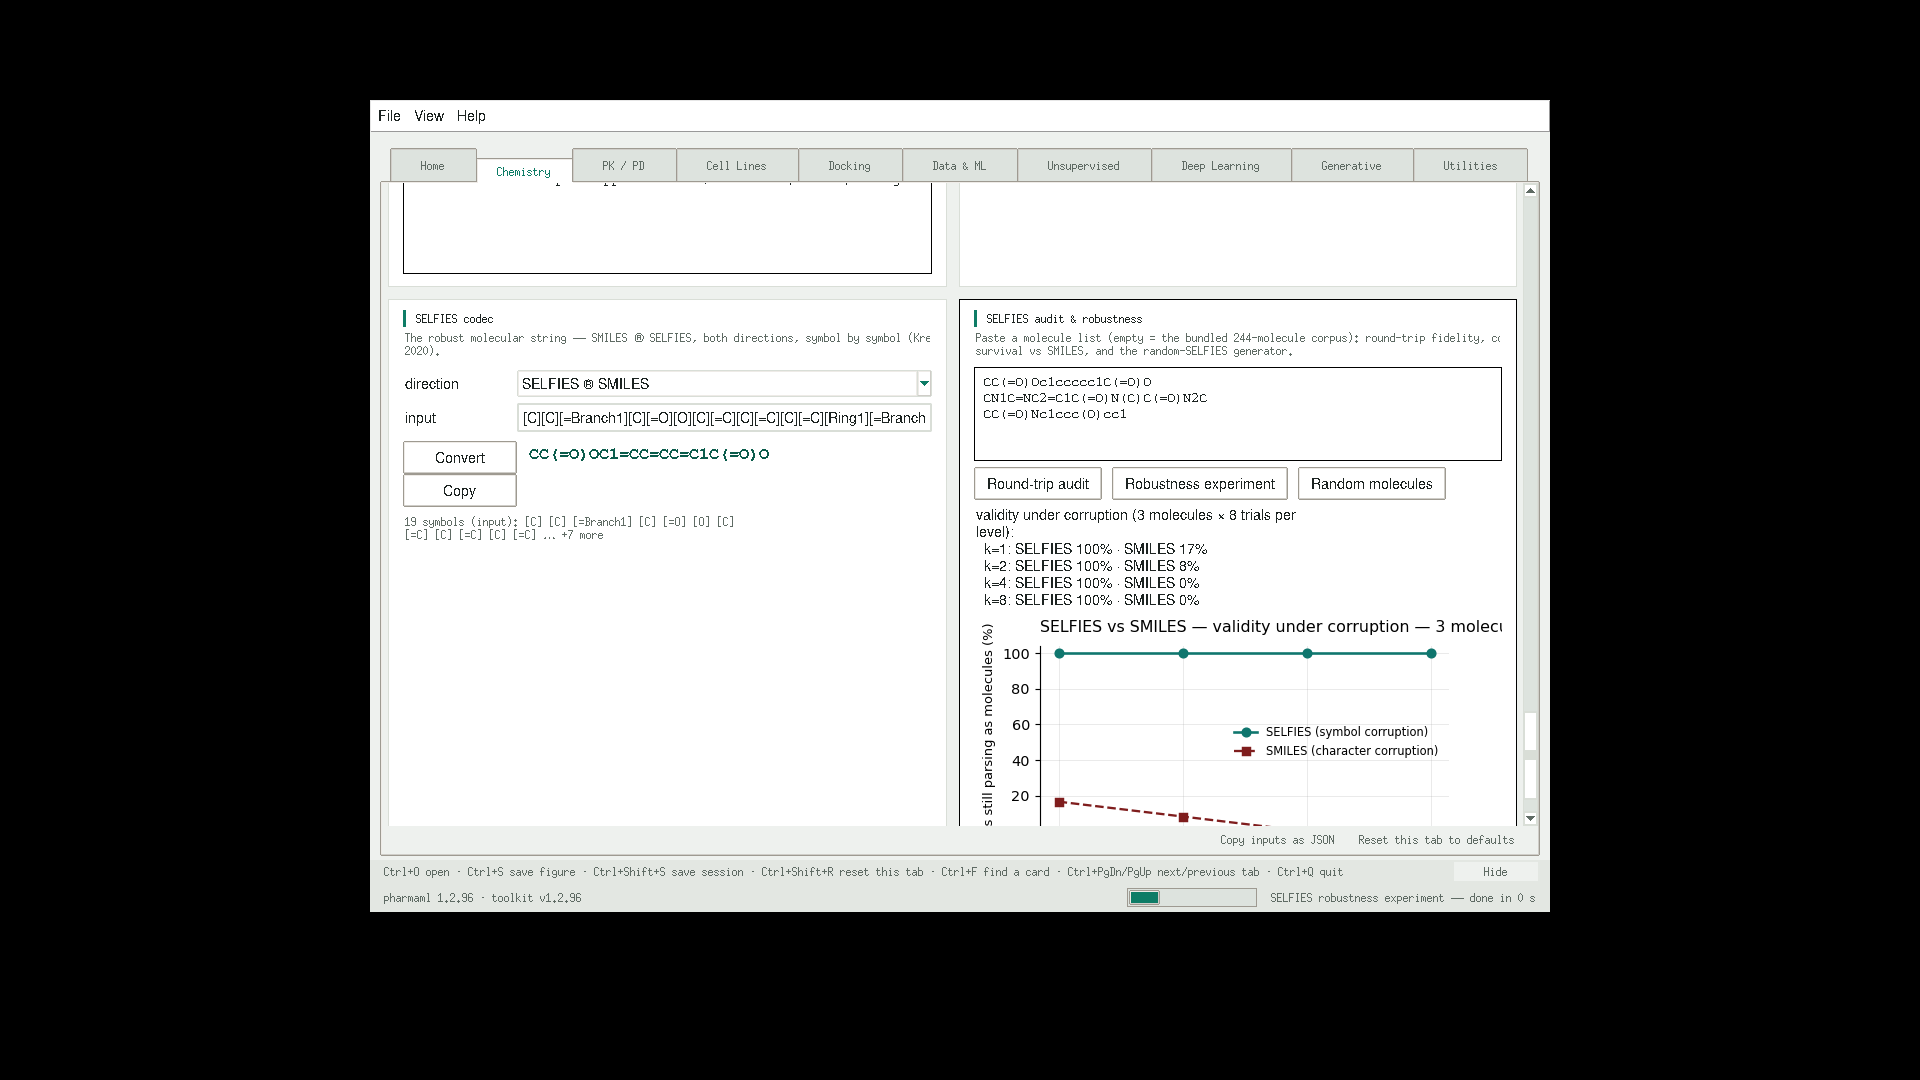 File View Help
Home Chemistry PK / PD Cell Lines Docking Data & ML Unsupervised Deep Learning Generative Utilities
SELFIES codec
The robust molecular string — SMILES ® SELFIES, both directions, symbol by symbol (Kre
2020).
direction SELFIES ® SMILES
input [C][C][=Branch1][C][=O][O][C][=C][C][=C][C][=C][Ring1][=Branch
Convert CC(=O)OC1=CC=CC=C1C(=O)O
Copy
19 symbols (input): [C] [C] [=Branch1] [C] [=O] [O] [C]
[=C] [C] [=C] [C] [=C] … +7 more
SELFIES audit & robustness
Paste a molecule list (empty = the bundled 244-molecule corpus): round-trip fidelity, co
survival vs SMILES, and the random-SELFIES generator.
CC(=O)Oc1ccccc1C(=O)O
CN1C=NC2=C1C(=O)N(C)C(=O)N2C
CC(=O)Nc1ccc(O)cc1
Round-trip audit Robustness experiment Random molecules
validity under corruption (3 molecules × 8 trials per
level):
k=1: SELFIES 100% · SMILES 17%
k=2: SELFIES 100% · SMILES 8%
k=4: SELFIES 100% · SMILES 0%
k=8: SELFIES 100% · SMILES 0%
SELFIES vs SMILES — validity under corruption — 3 molecu
s still parsing as molecules (%)
100
80
60
40
20
SELFIES (symbol corruption)
SMILES (character corruption)
Copy inputs as JSON Reset this tab to defaults
Ctrl+O open · Ctrl+S save figure · Ctrl+Shift+S save session · Ctrl+Shift+R reset this tab · Ctrl+F find a card · Ctrl+PgDn/PgUp next/previous tab · Ctrl+Q quit Hide
pharmaml 1.2.96 · toolkit v1.2.96 SELFIES robustness experiment — done in 0 s